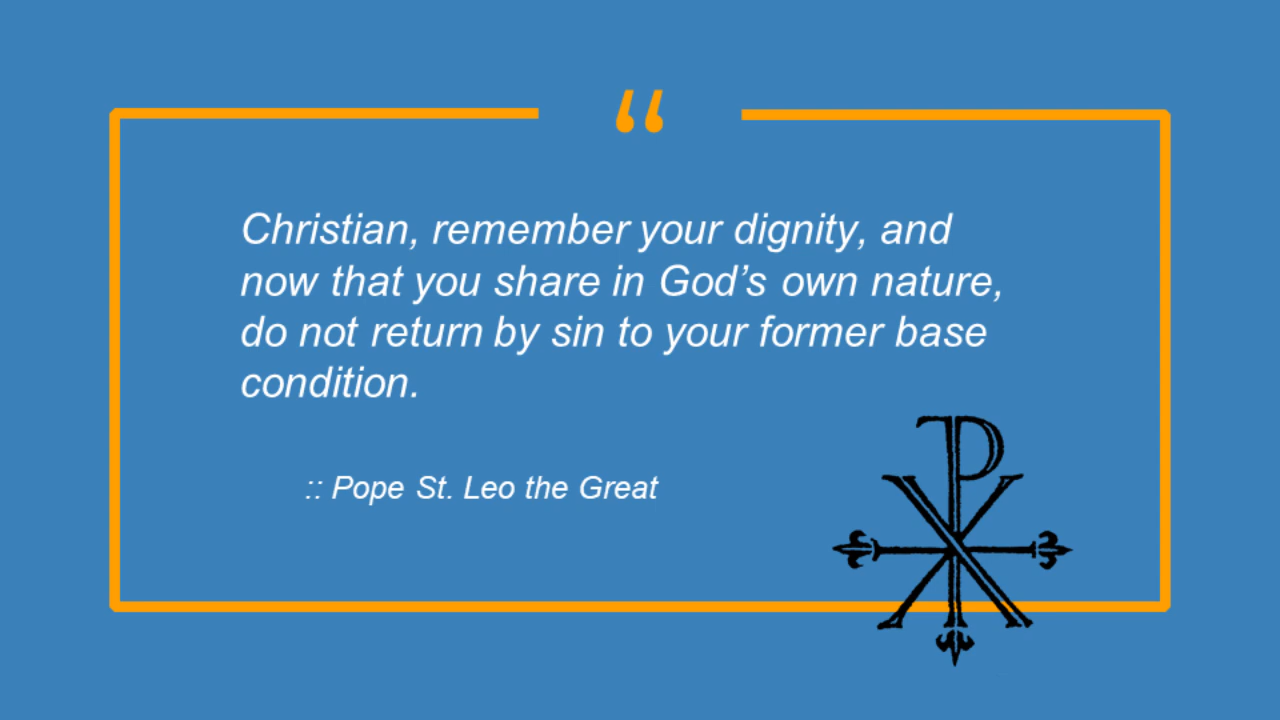 “
Christian, remember your dignity, and
now that you share in God’s own nature,
do not return by sin to your former base
condition.
:: Pope St. Leo the Great